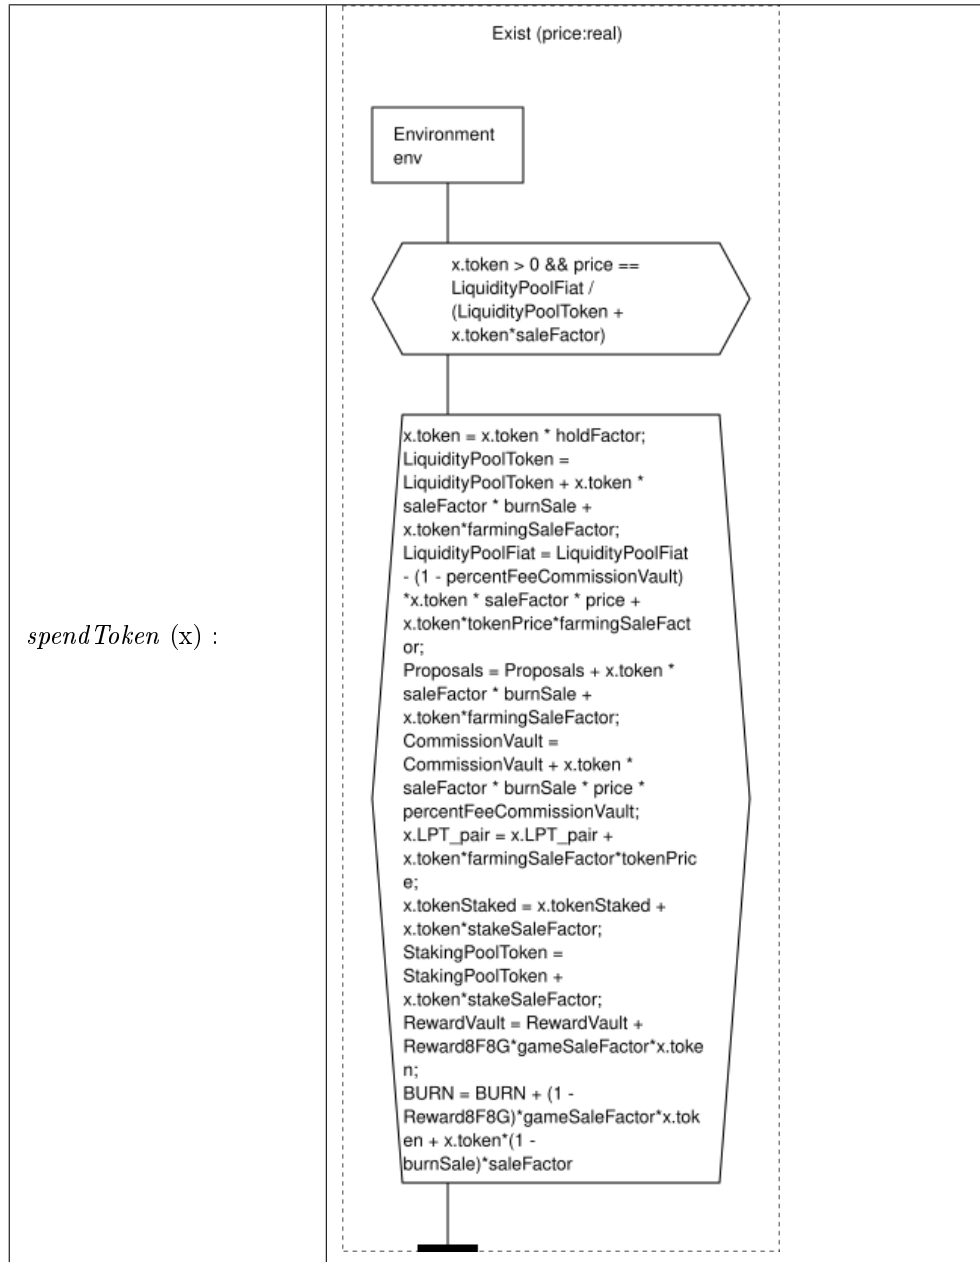 Exist (price:real)
Environment
env
x.token > 0 && price ==
LiquidityPoolFiat /
(LiquidityPoolToken +
x.token*saleFactor)
x.token = x.token * holdFactor;
LiquidityPoolToken =
LiquidityPoolToken + x.token *
saleFactor * burnSale +
x.token*farmingSaleFactor;
LiquidityPoolFiat = LiquidityPoolFiat
- (1 - percentFeeCommissionVault)
*x.token * saleFactor * price +
x.token*tokenPrice*farmingSaleFact
or;
spendToken (x) :
Proposals = Proposals + x.token *
saleFactor * burnSale +
x.token*farmingSaleFactor;
CommissionVault =
CommissionVault + x.token *
saleFactor * burnSale * price *
percentFeeCommissionVault;
x.LPT_pair = x.LPT_pair +
x.token*farmingSaleFactor*tokenPric
e;
x.tokenStaked = x.tokenStaked +
x.token*stakeSaleFactor;
StakingPoolToken =
StakingPoolToken +
x.token*stakeSaleFactor;
RewardVault = RewardVault +
Reward8F8G*gameSaleFactor*x.toke
n;
BURN = BURN + (1 -
Reward8F8G)*gameSaleFactor*x.tok
en + x.token*(1 -
burnSale)*saleFactor